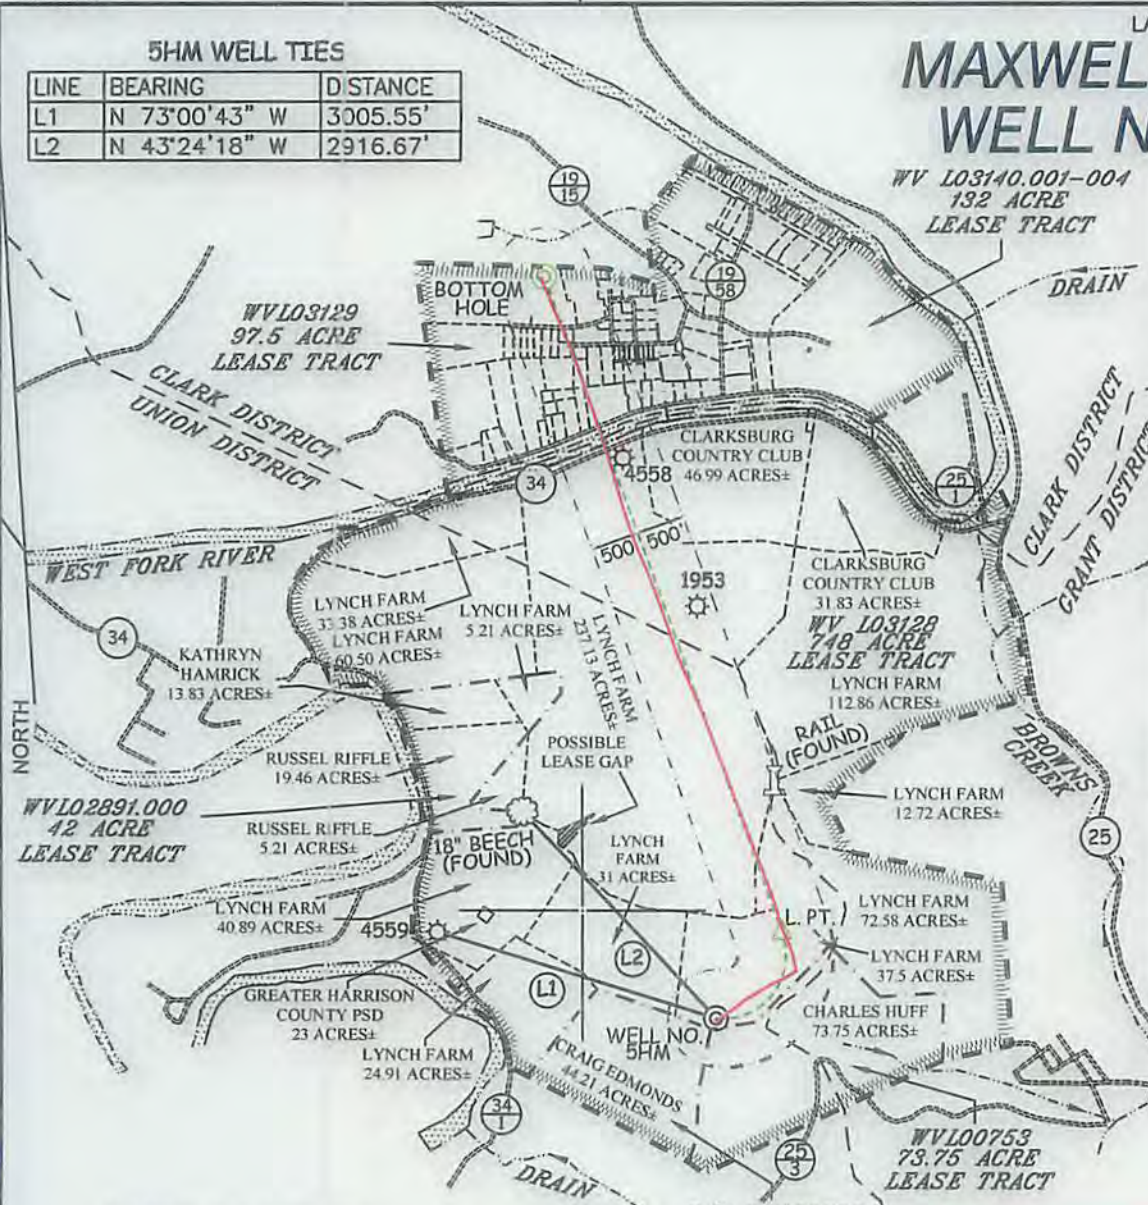 5HM WELL TIES
LINE BEARING DISTANCE
L1 N 73°00'43" W 3005.55'
L2 N 43°24'18" W 2916.67'
LA
MAXWEL
WELL N
WV L03140.001-004
132 ACRE
LEASE TRACT
19
15
19
58
DRAIN
BOTTOM
HOLE
WVL03129
97.5 ACRE
LEASE TRACT
CLARK DISTRICT
UNION DISTRICT
CLARKSBURG
COUNTRY CLUB
46.99 ACRES±
4558
34
25
1
CLARK DISTRICT
GRANT DISTRICT
500' 500'
WEST FORK RIVER
1953
CLARKSBURG
COUNTRY CLUB
31.83 ACRES±
WV L03128
748 ACRE
LEASE TRACT
LYNCH FARM
33.38 ACRES±
LYNCH FARM
60.50 ACRES±
LYNCH FARM
5.21 ACRES±
LYNCH FARM
237.13 ACRES±
34
KATHRYN
HAMRICK
13.83 ACRES±
LYNCH FARM
112.86 ACRES±
NORTH
RAIL
(FOUND)
BROWNS
CREEK
RUSSEL RIFFLE
19.46 ACRES±
POSSIBLE
LEASE GAP
LYNCH FARM
12.72 ACRES±
WVL02891.000
42 ACRE
LEASE TRACT
RUSSEL RIFFLE
5.21 ACRES±
18" BEECH
(FOUND)
LYNCH
FARM
31 ACRES±
25
LYNCH FARM
40.89 ACRES±
4559
L. PT.
LYNCH FARM
72.58 ACRES±
LYNCH FARM
37.5 ACRES±
L2
L1
GREATER HARRISON
COUNTY PSD
23 ACRES±
CHARLES HUFF
73.75 ACRES±
WELL NO.
5HM
LYNCH FARM
24.91 ACRES±
CRAIG EDMONDS
44.21 ACRES±
34
1
25
3
WVL00753
73.75 ACRE
LEASE TRACT
DRAIN